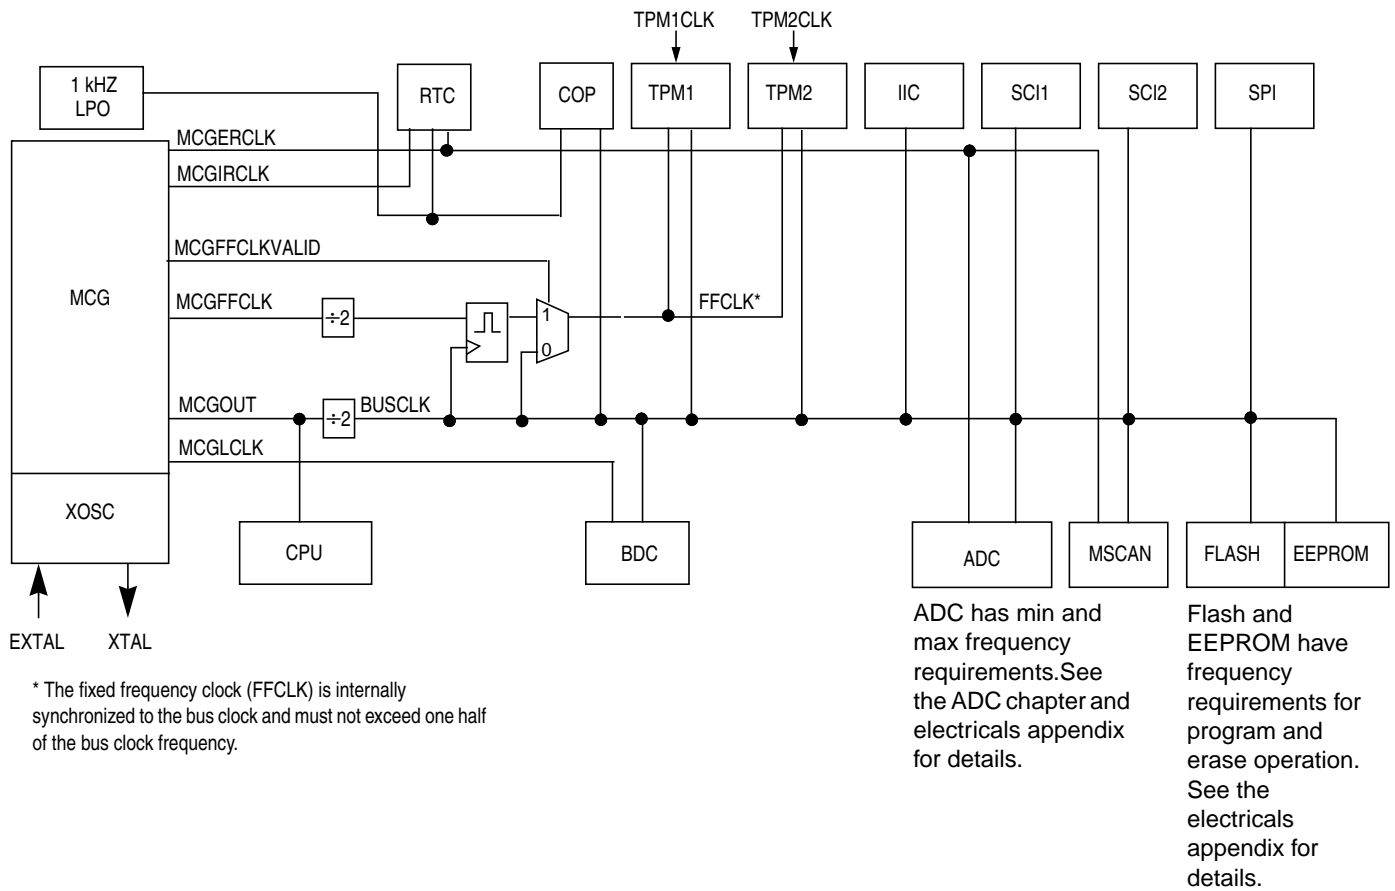 TPM1CLK TPM2CLK
1 kHZ
LPO
RTC COP TPM1 TPM2 IIC SCI1 SCI2 SPI
MCGERCLK
MCGIRCLK
MCGFFCLKVALID
MCG
MCGFFCLK
÷2
1
0
FFCLK*
MCGOUT
÷2
BUSCLK
MCGLCLK
XOSC
CPU BDC ADC MSCAN FLASH EEPROM
EXTAL XTAL
* The fixed frequency clock (FFCLK) is internally
synchronized to the bus clock and must not exceed one half
of the bus clock frequency.
ADC has min and
max frequency
requirements.See
the ADC chapter and
electricals appendix
for details.
Flash and
EEPROM have
frequency
requirements for
program and
erase operation.
See the
electricals
appendix for
details.